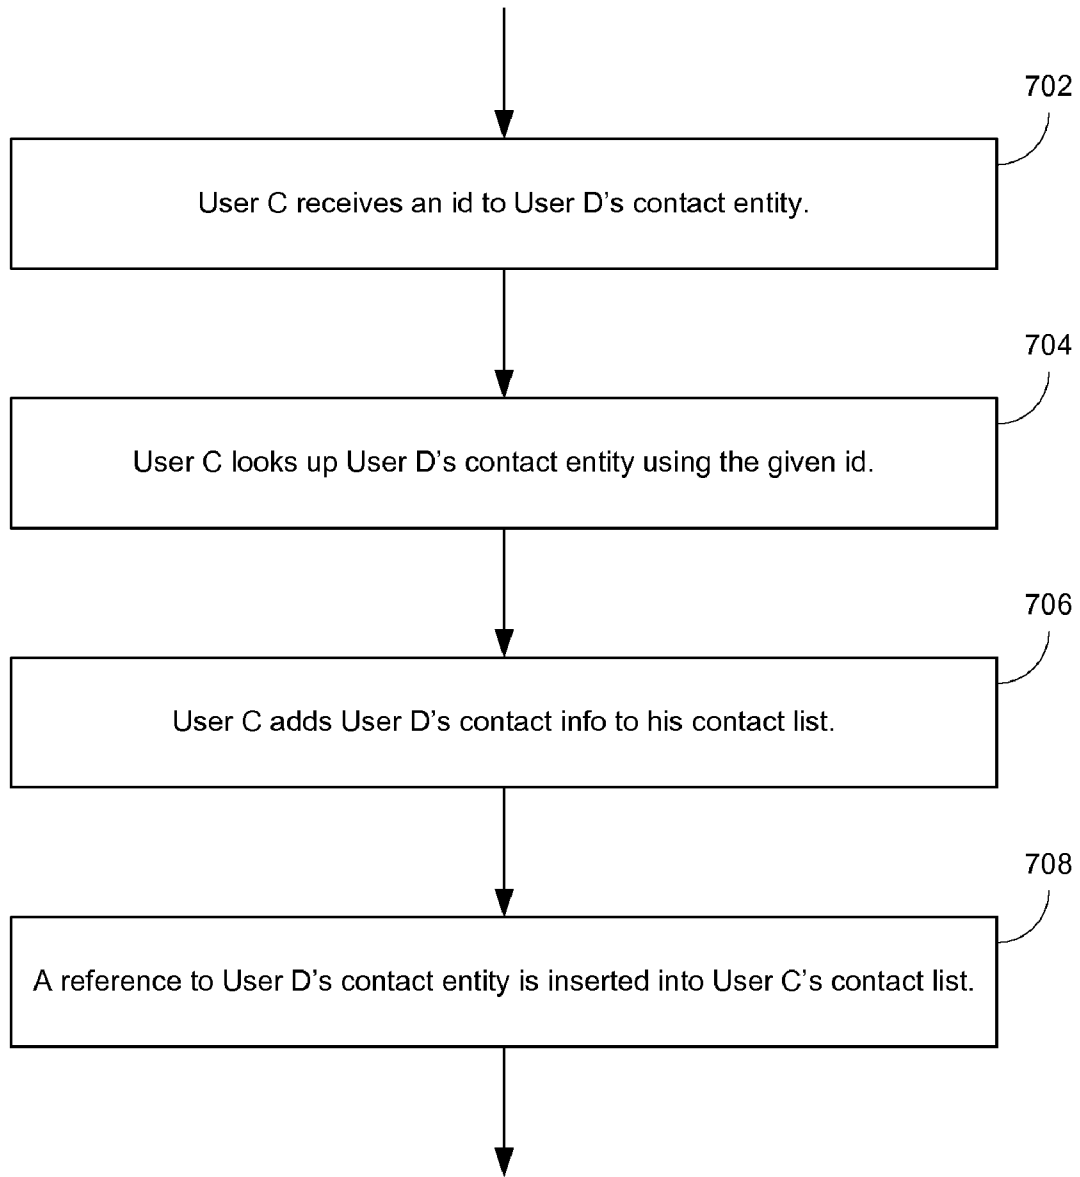 702
User C receives an id to User D’s contact entity.
704
User C looks up User D’s contact entity using the given id.
706
User C adds User D’s contact info to his contact list.
708
A reference to User D’s contact entity is inserted into User C’s contact list.